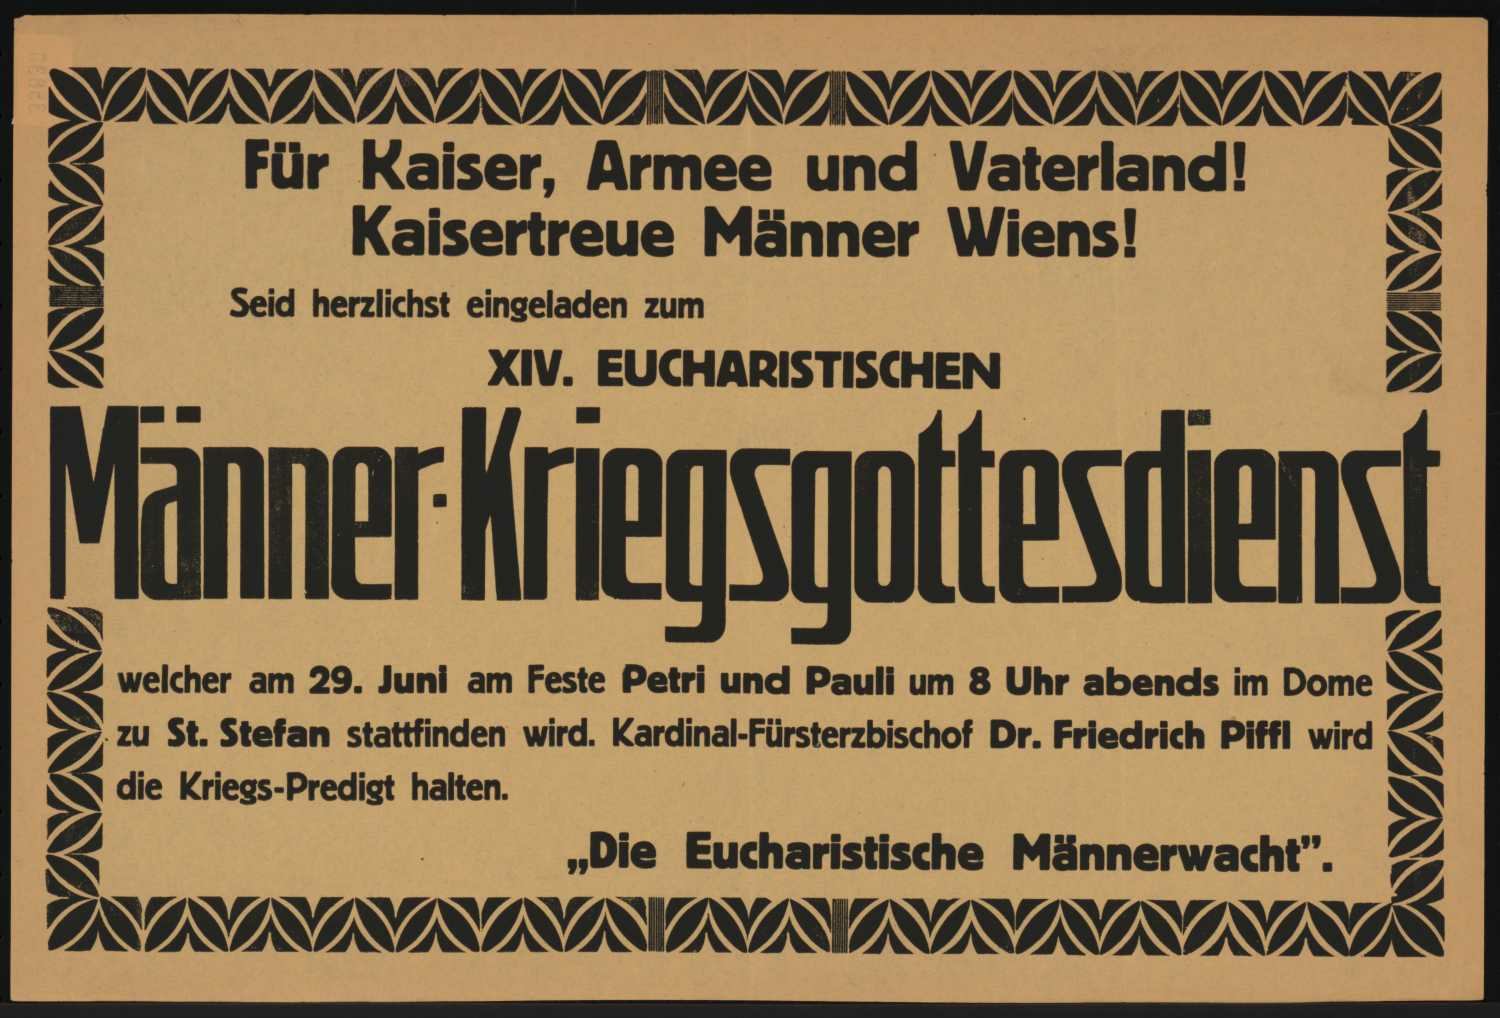 Für Kaiser, Armee und Vaterland!
Kaisertreue Männer Wiens!
Seid herzlichst eingeladen zum
XIV. EUCHARISTISCHEN
Männer-Kriegsgottesdienst
welcher am 29. Juni am Feste Petri und Pauli um 8 Uhr abends im Dome
zu St. Stefan stattfinden wird. Kardinal-Fürsterzbischof Dr. Friedrich Piffl wird
die Kriegs-Predigt halten.
„Die Eucharistische Männerwacht”.